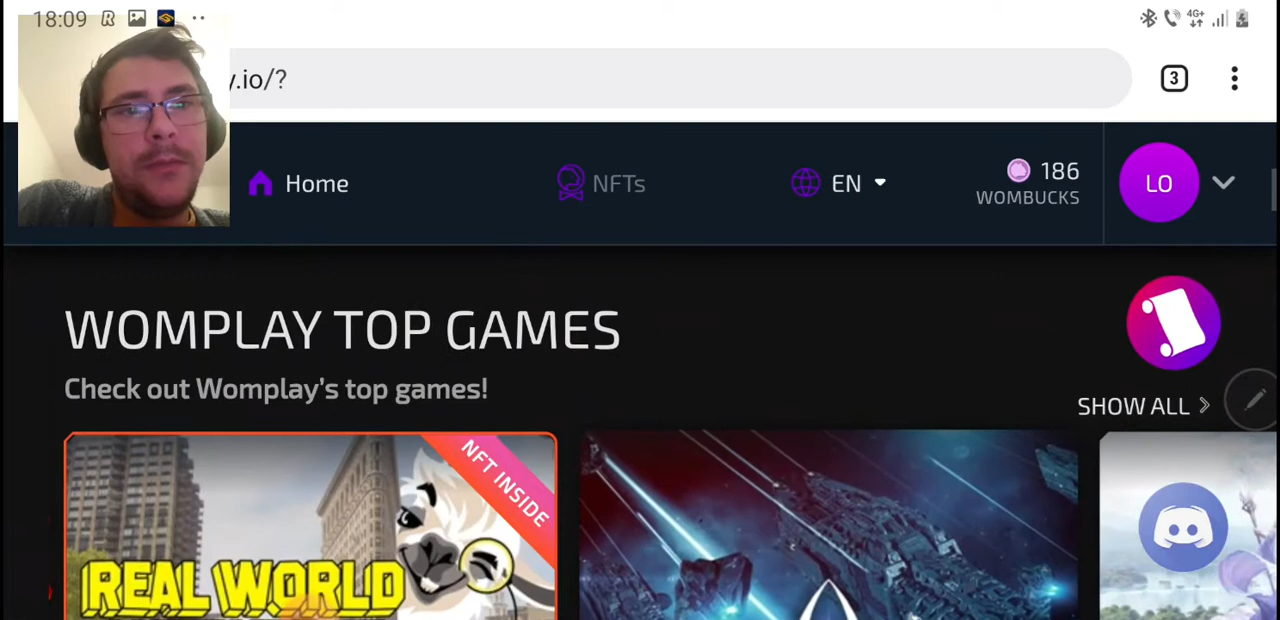 18:09
4G+
y.io/?
3
Home
NFTs
EN
186
WOMBUCKS
LO
WOMPLAY TOP GAMES
Check out Womplay's top games!
SHOW ALL
NFT INSIDE
REAL WORLD